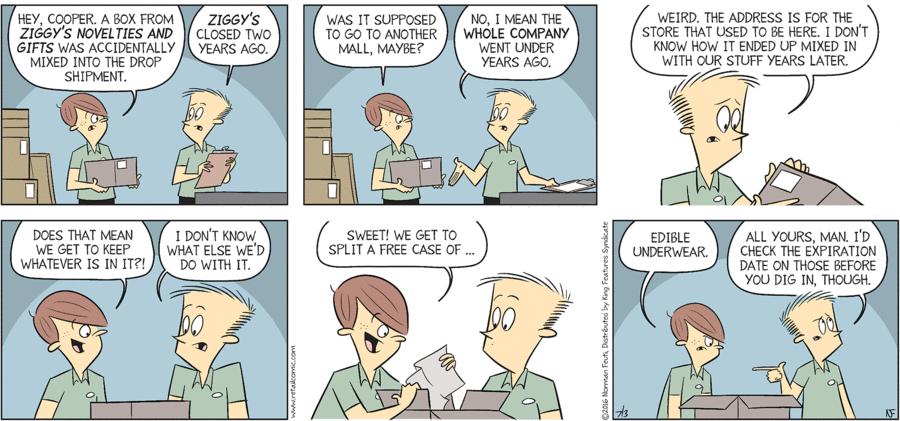 HEY, COOPER. A BOX FROM
ZIGGY'S NOVELTIES AND
GIFTS WAS ACCIDENTALLY
MIXED INTO THE DROP
SHIPMENT.
ZIGGY'S
CLOSED TWO
YEARS AGO.
WAS IT SUPPOSED
TO GO TO ANOTHER
MALL, MAYBE?
NO, I MEAN THE
WHOLE COMPANY
WENT UNDER
YEARS AGO.
WEIRD. THE ADDRESS IS FOR THE
STORE THAT USED TO BE HERE. I DON'T
KNOW HOW IT ENDED UP MIXED IN
WITH OUR STUFF YEARS LATER.
DOES THAT MEAN
WE GET TO KEEP
WHATEVER IS IN IT?!
I DON'T KNOW
WHAT ELSE WE'D
DO WITH IT.
www.retailcomic.com
SWEET! WE GET TO
SPLIT A FREE CASE OF ...
©2016 Norman Feuti, Distributed by King Features Syndicate
EDIBLE
UNDERWEAR.
ALL YOURS, MAN. I'D
CHECK THE EXPIRATION
DATE ON THOSE BEFORE
YOU DIG IN, THOUGH.
7/3
NF